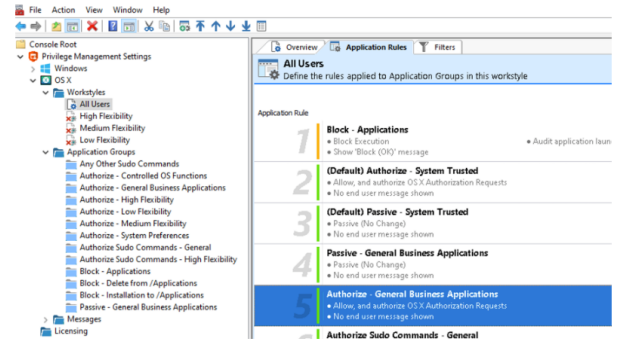 File Action View Window Help
Console Root
Privilege Management Settings
Windows
OS X
Workstyles
All Users
High Flexibility
Medium Flexibility
Low Flexibility
Application Groups
Any Other Sudo Commands
Authorize - Controlled OS Functions
Authorize - General Business Applications
Authorize - High Flexibility
Authorize - Low Flexibility
Authorize - Medium Flexibility
Authorize - System Preferences
Authorize Sudo Commands - General
Authorize Sudo Commands - High Flexibility
Block - Applications
Block - Delete from /Applications
Block - Installation to /Applications
Passive - General Business Applications
Messages
Licensing
Overview Application Rules Filters
All Users
Define the rules applied to Application Groups in this workstyle
Application Rule
1 Block - Applications
• Block Execution • Audit application laun
• Show 'Block (OK)' message
2 (Default) Authorize - System Trusted
• Allow, and authorize OS X Authorization Requests
• No end user message shown
3 (Default) Passive - System Trusted
• Passive (No Change)
• No end user message shown
4 Passive - General Business Applications
• Passive (No Change)
• No end user message shown
5 Authorize - General Business Applications
• Allow, and authorize OS X Authorization Requests
• No end user message shown
Authorize Sudo Commands - General